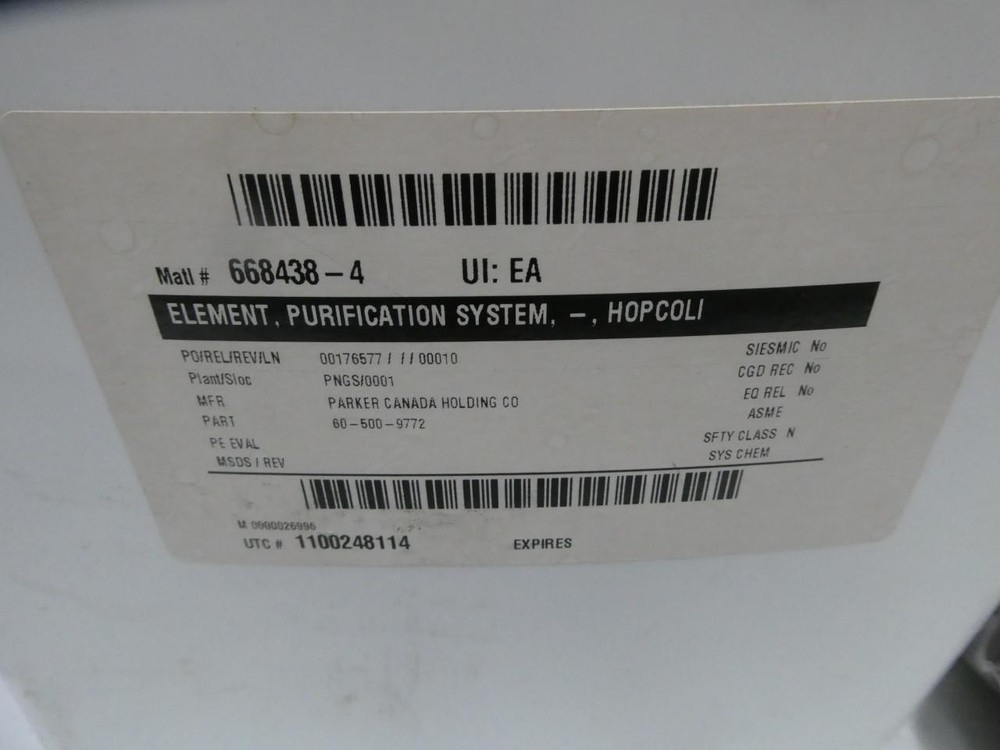 Matl # 668438-4 UI: EA
ELEMENT, PURIFICATION SYSTEM, -, HOPCOLI
PO/REL/REV/LN 00176577 / / / 00010 SIESMIC No
Plant/Sloc PNGS/0001 CGD REC No
MFR PARKER CANADA HOLDING CO EQ REL No
PART 60-500-9772 ASME
PE EVAL SFTY CLASS N
MSDS / REV SYS CHEM
M 0000026996
UTC # 1100248114 EXPIRES